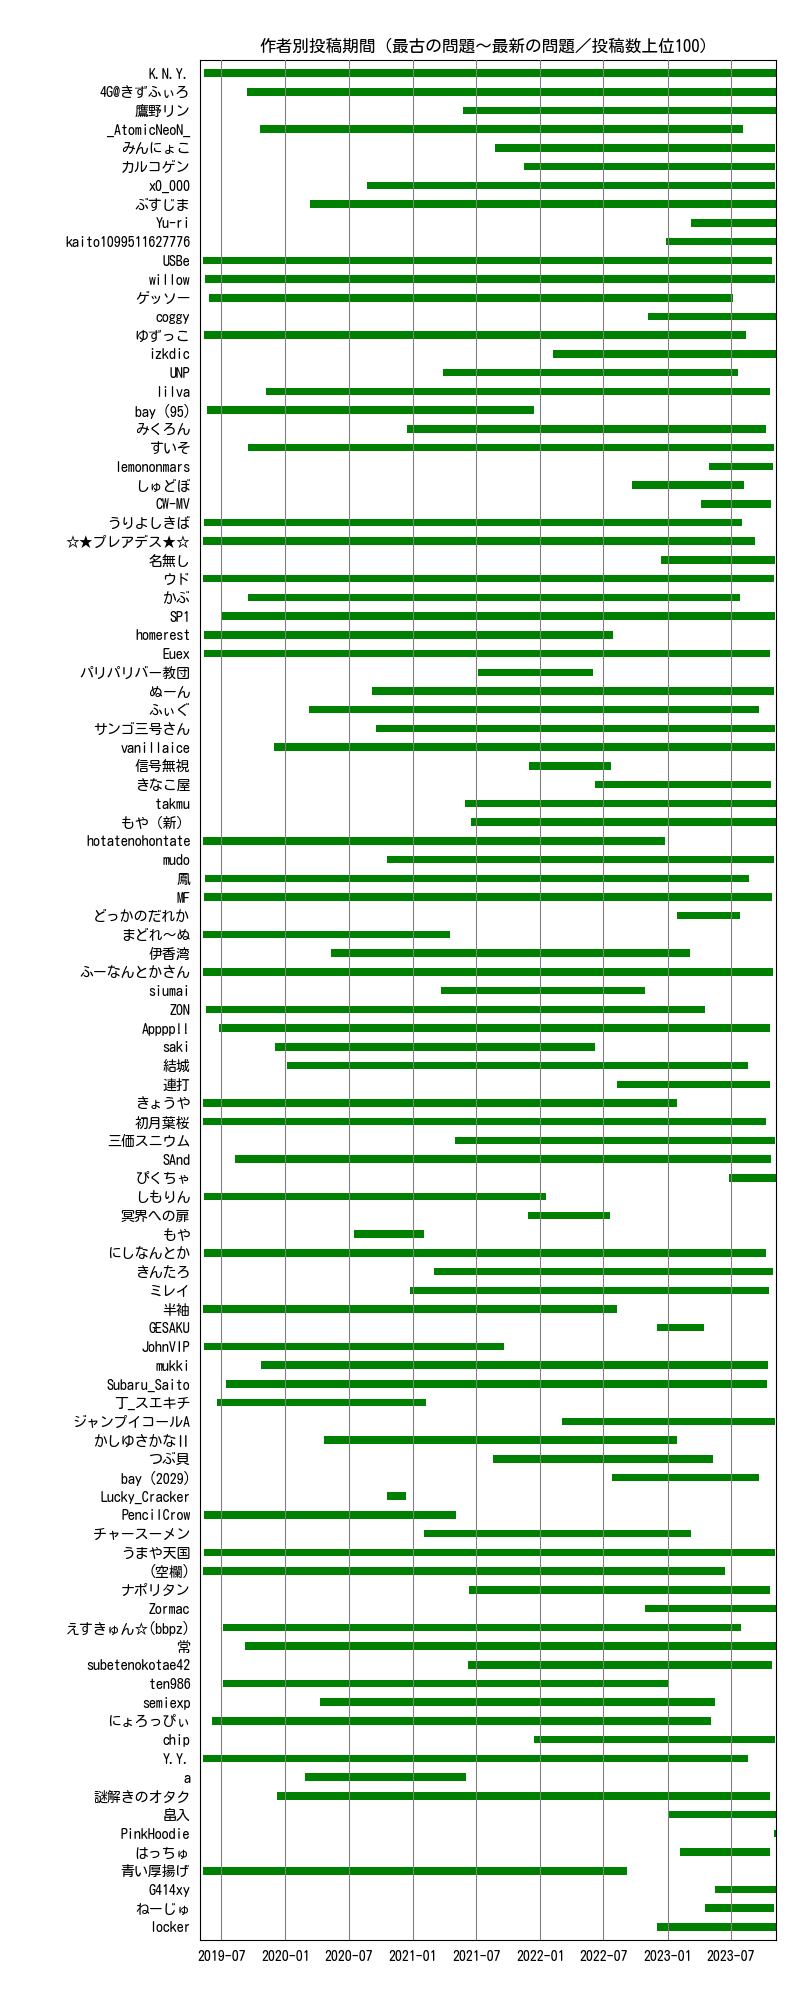 作者別投稿期間（最古の問題～最新の問題／投稿数上位100）
K.N.Y.
4G@きずふぃろ
鷹野リン
_AtomicNeoN_
みんにょこ
カルコゲン
x0_000
ぷすじま
Yu-ri
kaito1099511627776
USBe
willow
ゲッソー
coggy
ゆずっこ
izkdic
UNP
lilva
bay (95)
みくろん
すいそ
lemononmars
しゅどぼ
CW-MV
うりよしきば
☆★プレアデス★☆
名無し
ウド
かぶ
SP1
homerest
Euex
パリパリバー教団
ぬーん
ふぃぐ
サンゴ三号さん
vanillaice
信号無視
きなこ屋
takmu
もや（新）
hotatenohontate
mudo
鳳
MF
どっかのだれか
まどれ～ぬ
伊香湾
ふーなんとかさん
siumai
ZON
Appppll
saki
結城
連打
きょうや
初月葉桜
三価スニウム
SAnd
ぴくちゃ
しもりん
冥界への扉
もや
にしなんとか
きんたろ
ミレイ
半袖
GESAKU
JohnVIP
mukki
Subaru_Saito
丁_スエキチ
ジャンプイコールA
かしゆさかなⅡ
つぶ貝
bay (2029)
Lucky_Cracker
PencilCrow
チャースーメン
うまや天国
(空欄)
ナポリタン
Zormac
えすきゅん☆(bbpz)
常
subetenokotae42
ten986
semiexp
にょろっぴぃ
chip
Y.Y.
a
謎解きのオタク
畠入
PinkHoodie
はっちゅ
青い厚揚げ
G414xy
ねーじゅ
locker
2019-07 2020-01 2020-07 2021-01 2021-07 2022-01 2022-07 2023-01 2023-07